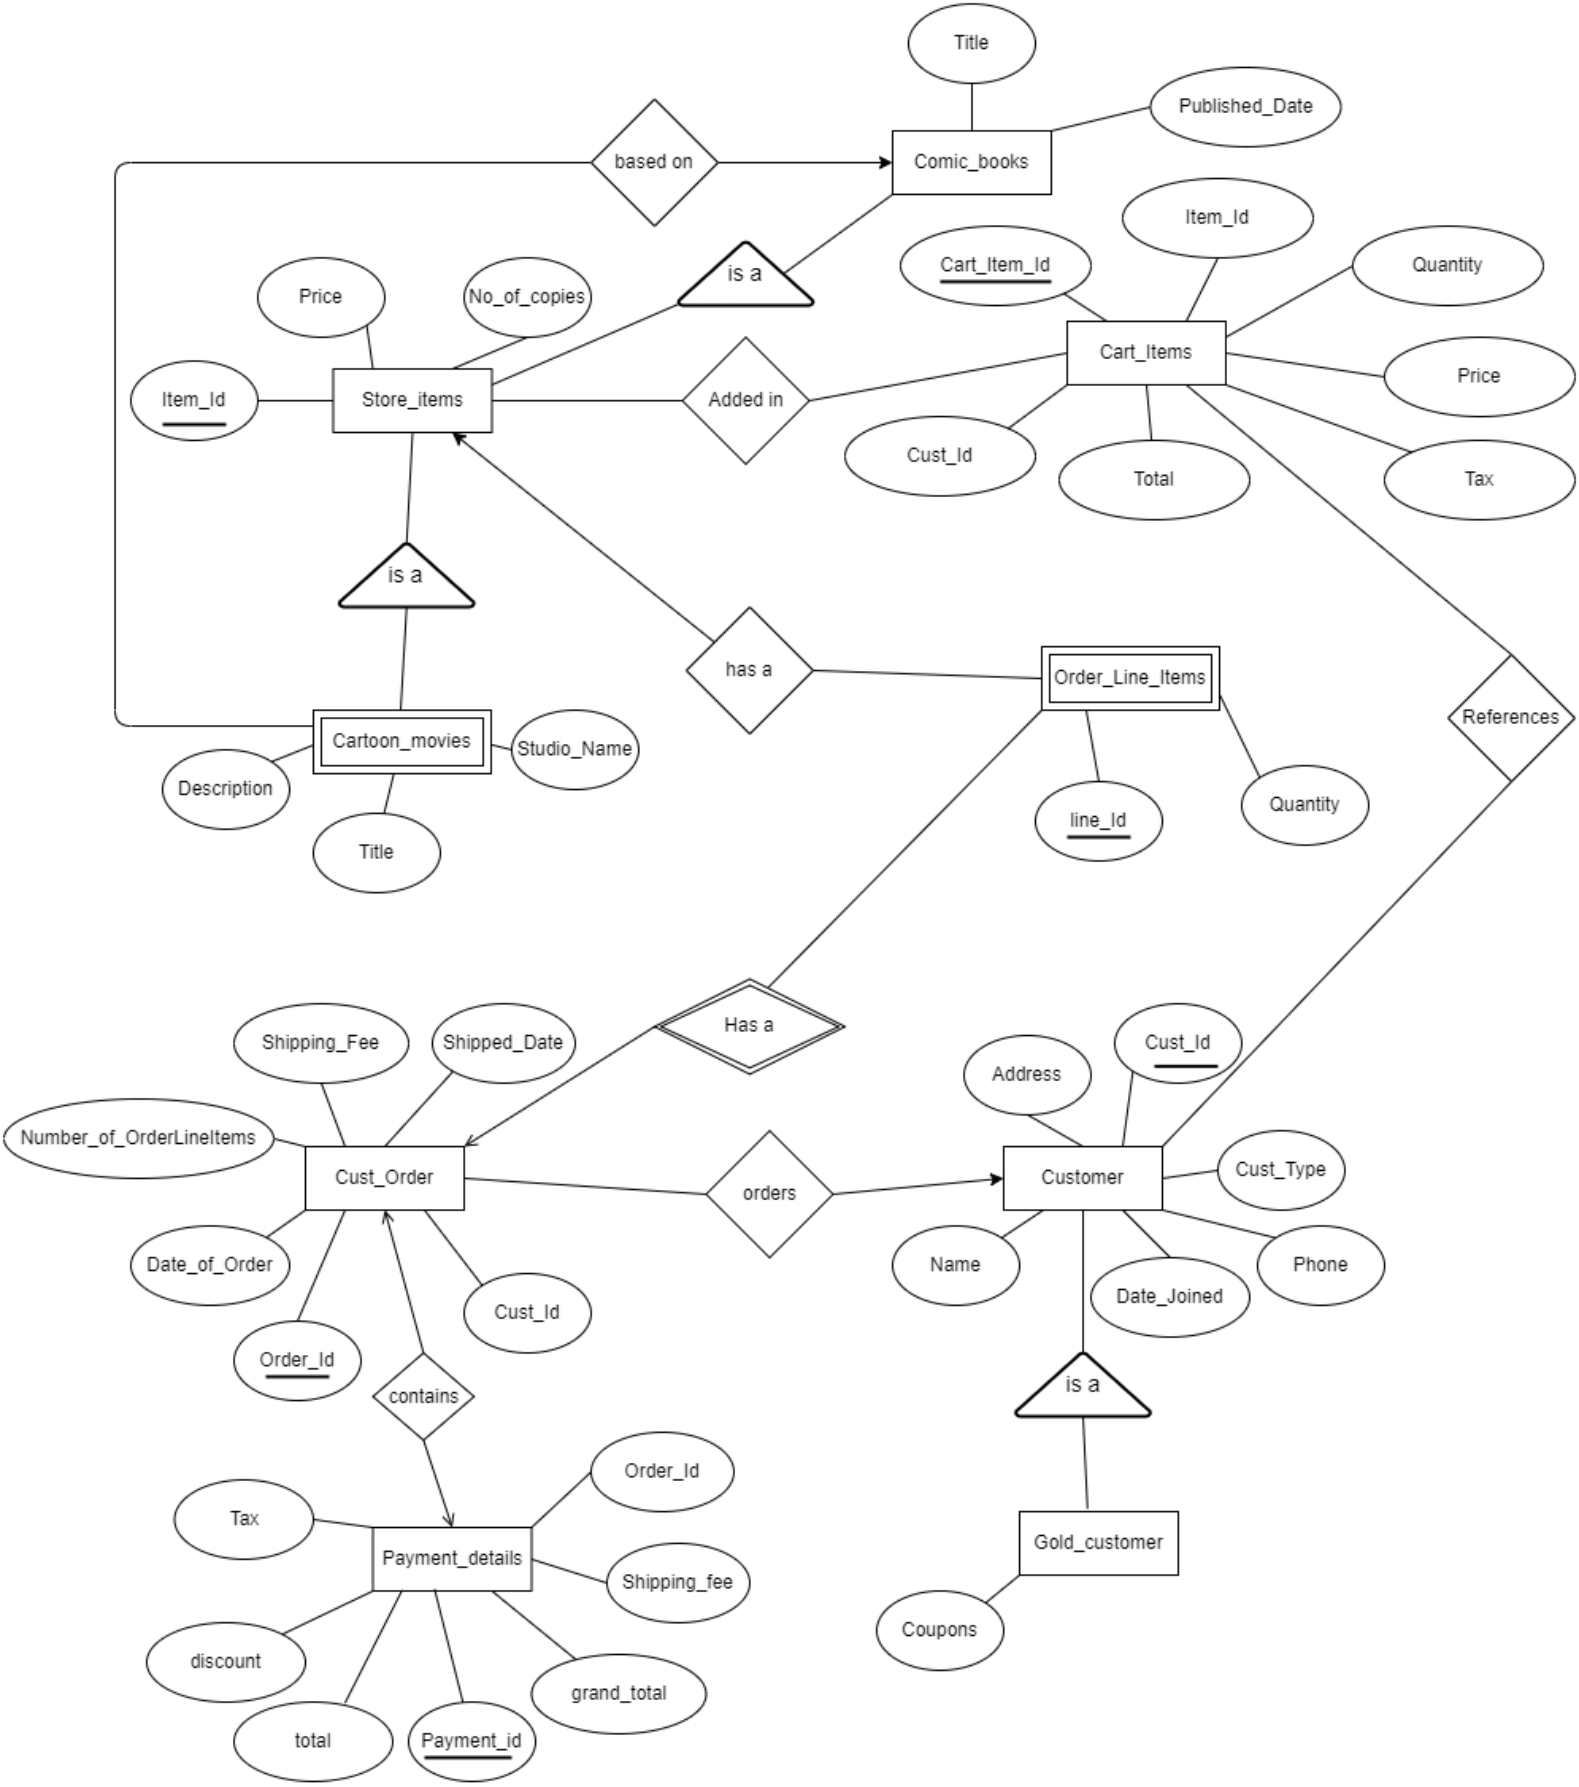 Title
Published_Date
based on
Comic_books
Item_Id
is a
Cart_Item_Id
Quantity
Price
No_of_copies
Cart_Items
Price
Item_Id
Store_items
Added in
Cust_Id
Total
Tax
is a
has a
Order_Line_Items
References
Cartoon_movies
Studio_Name
Description
line_Id
Quantity
Title
Shipping_Fee
Shipped_Date
Has a
Cust_Id
Address
Number_of_OrderLineItems
Cust_Order
orders
Customer
Cust_Type
Date_of_Order
Cust_Id
Name
Date_Joined
Phone
Order_Id
contains
is a
Order_Id
Tax
Payment_details
Shipping_fee
Gold_customer
Coupons
discount
grand_total
total
Payment_id